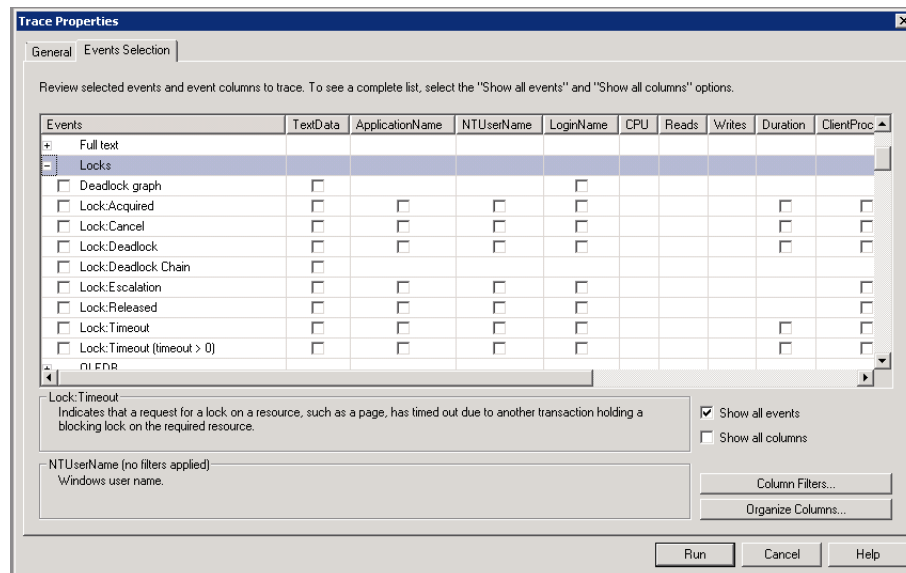 Trace Properties
General Events Selection
Review selected events and event columns to trace. To see a complete list, select the "Show all events" and "Show all columns" options.
Events TextData ApplicationName NTUserName LoginName CPU Reads Writes Duration ClientProc
Full text
Locks
Deadlock graph
Lock:Acquired
Lock:Cancel
Lock:Deadlock
Lock:Deadlock Chain
Lock:Escalation
Lock:Released
Lock:Timeout
Lock:Timeout (timeout > 0)
OLEDB
Lock:Timeout
Indicates that a request for a lock on a resource, such as a page, has timed out due to another transaction holding a
blocking lock on the required resource.
Show all events
Show all columns
NTUserName (no filters applied)
Windows user name.
Column Filters...
Organize Columns...
Run Cancel Help